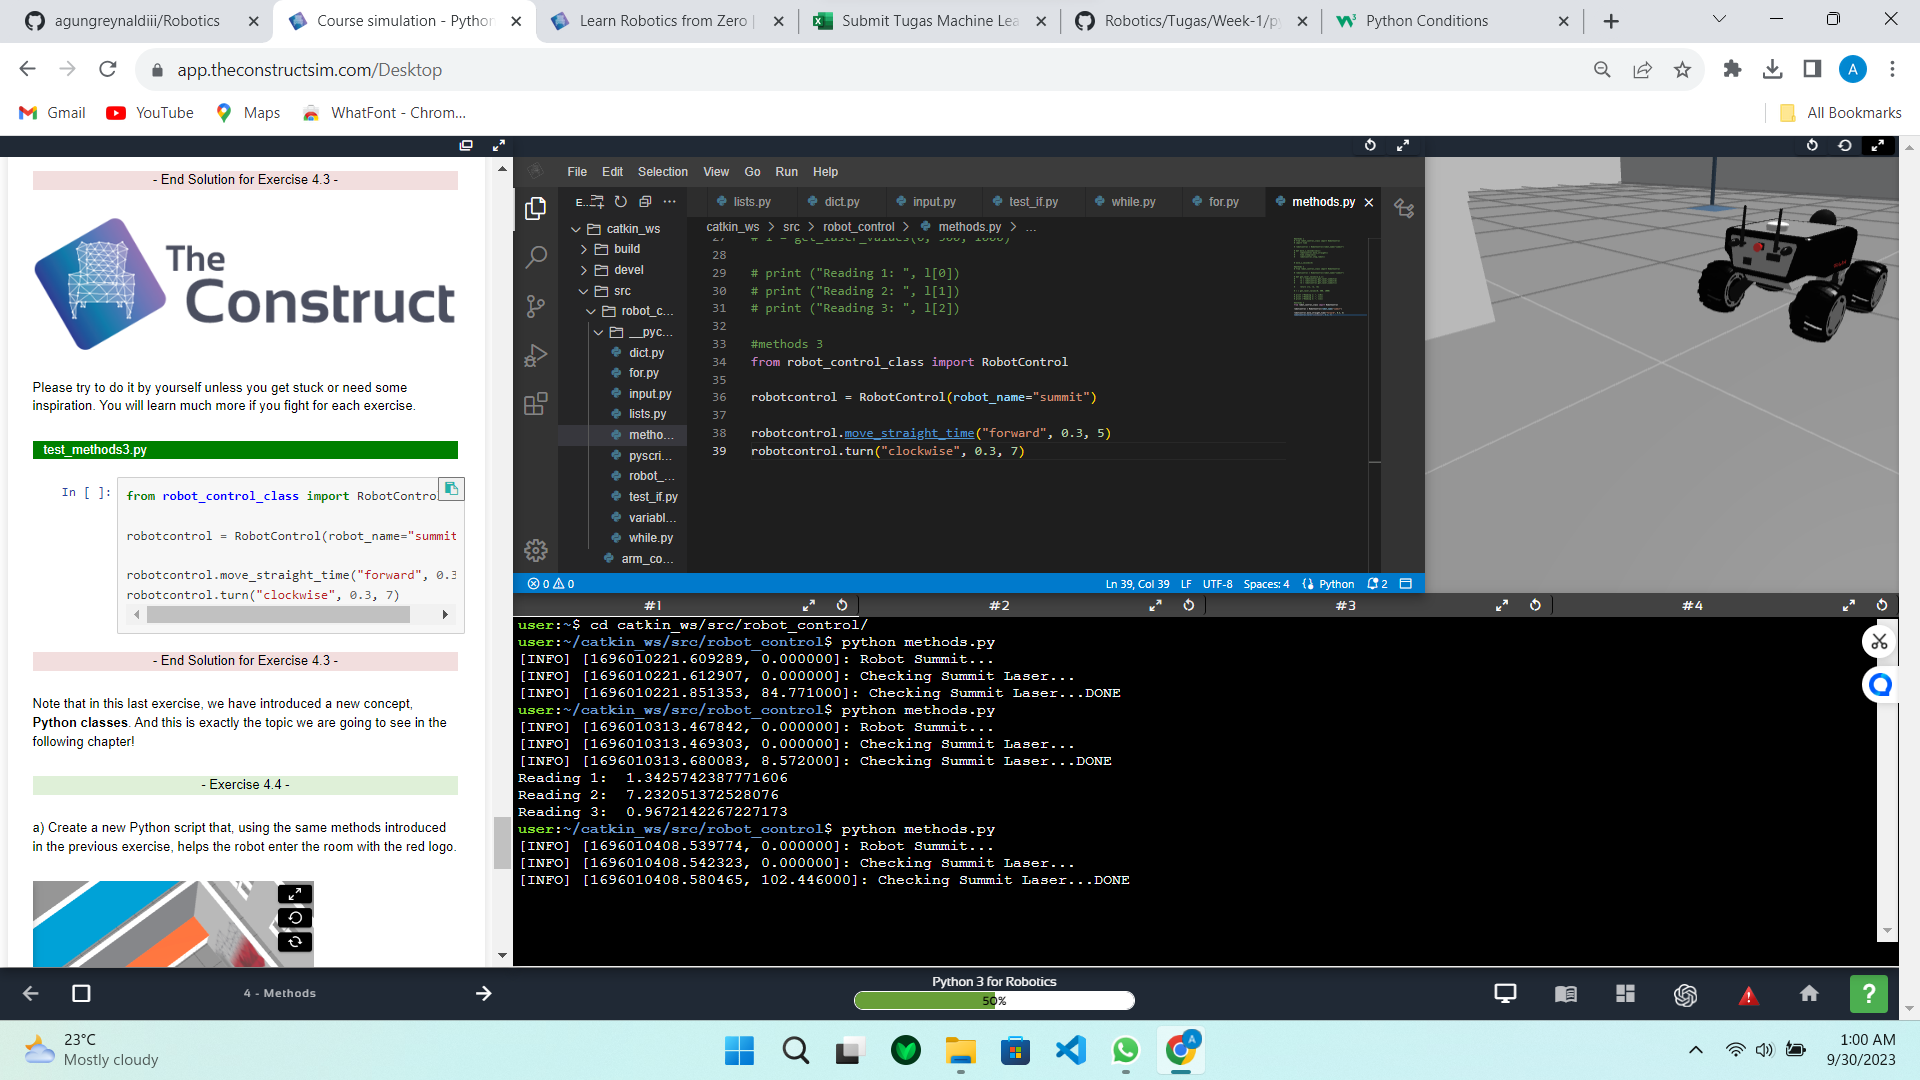 agungreynaldiii/Robotics
Course simulation - Python
Learn Robotics from Zero
Submit Tugas Machine Lea
Robotics/Tugas/Week-1/py
Python Conditions
app.theconstructsim.com/Desktop
A
Gmail
YouTube
Maps
WhatFont - Chrom...
All Bookmarks
- End Solution for Exercise 4.3 -
The
Construct
Please try to do it by yourself unless you get stuck or need some
inspiration. You will learn much more if you fight for each exercise.
test_methods3.py
In [ ]:
from robot_control_class import RobotContro
robotcontrol = RobotControl(robot_name="summit
robotcontrol.move_straight_time("forward", 0.3
robotcontrol.turn("clockwise", 0.3, 7)
- End Solution for Exercise 4.3 -
Note that in this last exercise, we have introduced a new concept,
Python classes. And this is exactly the topic we are going to see in the
following chapter!
- Exercise 4.4 -
a) Create a new Python script that, using the same methods introduced
in the previous exercise, helps the robot enter the room with the red logo.
File Edit Selection View Go Run Help
E...
catkin_ws
build
devel
src
robot_c...
__pyc...
dict.py
for.py
input.py
lists.py
metho...
pyscri...
robot_...
test_if.py
variabl...
while.py
arm_co...
lists.py
dict.py
input.py
test_if.py
while.py
for.py
methods.py
catkin_ws > src > robot_control > methods.py > ...
27 # l = get_laser_values(0, 500, 1000)
28
29 # print ("Reading 1: ", l[0])
30 # print ("Reading 2: ", l[1])
31 # print ("Reading 3: ", l[2])
32
33 #methods 3
34 from robot_control_class import RobotControl
35
36 robotcontrol = RobotControl(robot_name="summit")
37
38 robotcontrol.move_straight_time("forward", 0.3, 5)
39 robotcontrol.turn("clockwise", 0.3, 7)
0 0
Ln 39, Col 39 LF UTF-8 Spaces: 4 Python 2
#1
#2
#3
#4
user:~$ cd catkin_ws/src/robot_control/
user:~/catkin_ws/src/robot_control$ python methods.py
[INFO] [1696010221.609289, 0.000000]: Robot Summit...
[INFO] [1696010221.612907, 0.000000]: Checking Summit Laser...
[INFO] [1696010221.851353, 84.771000]: Checking Summit Laser...DONE
user:~/catkin_ws/src/robot_control$ python methods.py
[INFO] [1696010313.467842, 0.000000]: Robot Summit...
[INFO] [1696010313.469303, 0.000000]: Checking Summit Laser...
[INFO] [1696010313.680083, 8.572000]: Checking Summit Laser...DONE
Reading 1:  1.3425742387771606
Reading 2:  7.232051372528076
Reading 3:  0.9672142267227173
user:~/catkin_ws/src/robot_control$ python methods.py
[INFO] [1696010408.539774, 0.000000]: Robot Summit...
[INFO] [1696010408.542323, 0.000000]: Checking Summit Laser...
[INFO] [1696010408.580465, 102.446000]: Checking Summit Laser...DONE
4 - Methods
Python 3 for Robotics
50%
?
23°C
Mostly cloudy
A
1:00 AM
9/30/2023